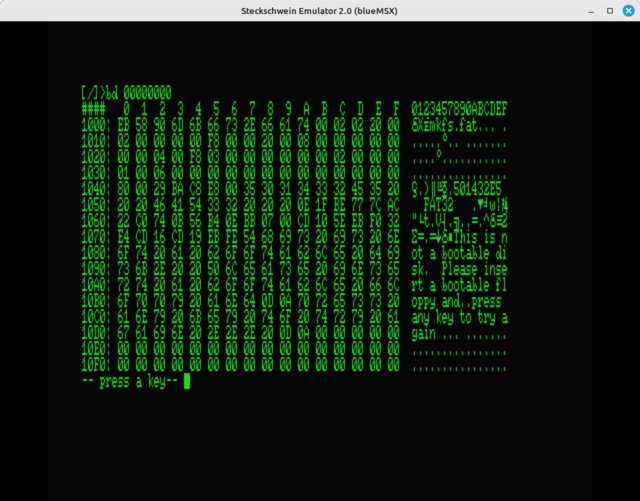 Steckschwein Emulator 2.0 (blueMSX)
[/]>bd 00000000
#### 0 1 2 3 4 5 6 7 8 9 A B C D E F 0123457890ABCDEF
1000: EB 58 90 6D 6B 66 73 2E 66 61 74 00 02 02 20 00 δXEmkfs.fat... .
1010: 02 00 00 00 00 F8 00 00 20 00 08 00 00 00 00 00
1020: 00 00 04 00 F8 03 00 00 00 00 00 00 02 00 00 00
1030: 01 00 06 00 00 00 00 00 00 00 00 00 00 00 00 00 ................
1040: 80 00 29 BA C8 E8 00 35 30 31 34 33 32 45 35 20
1050: 20 20 46 41 54 33 32 20 20 20 0E 1F BE 77 7C AC
1060: 22 C0 74 0B 56 B4 0E BB 07 00 CD 10 5E EB F0 32
1070: E4 CD 16 CD 19 EB FE 54 68 69 73 20 69 73 20 6E
1080: 6F 74 20 61 20 62 6F 6F 74 61 62 6C 65 20 64 69 ot a bootable di
1090: 73 6B 2E 20 20 50 6C 65 61 73 65 20 69 6E 73 65 sk.  Please inse
10A0: 72 74 20 61 20 62 6F 6F 74 61 62 6C 65 20 66 6C rt a bootable fl
10B0: 6F 70 70 79 20 61 6E 64 0D 0A 70 72 65 73 73 20 oppy and..press
10C0: 61 6E 79 20 6B 65 79 20 74 6F 20 74 72 79 20 61 any key to try a
10D0: 67 61 69 6E 20 2E 2E 2E 20 0D 0A 00 00 00 00 00 gain ... .......
10E0: 00 00 00 00 00 00 00 00 00 00 00 00 00 00 00 00 ................
10F0: 00 00 00 00 00 00 00 00 00 00 00 00 00 00 00 00 ................
-- press a key--